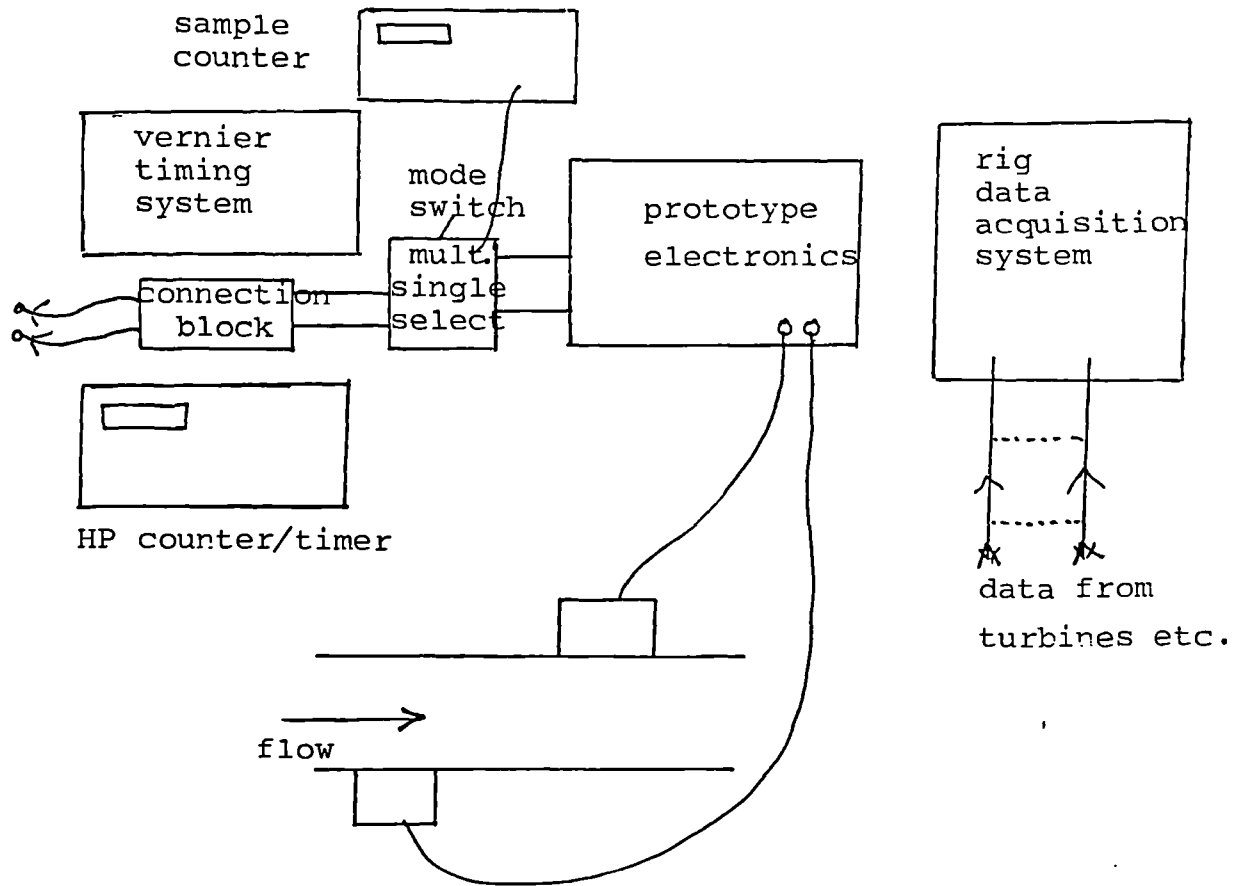 sample
counter
vernier
timing
system
mode
switch
mult.
single
select
prototype
electronics
rig
data
acquisition
system
connection
block
HP counter/timer
data from
turbines etc.
flow